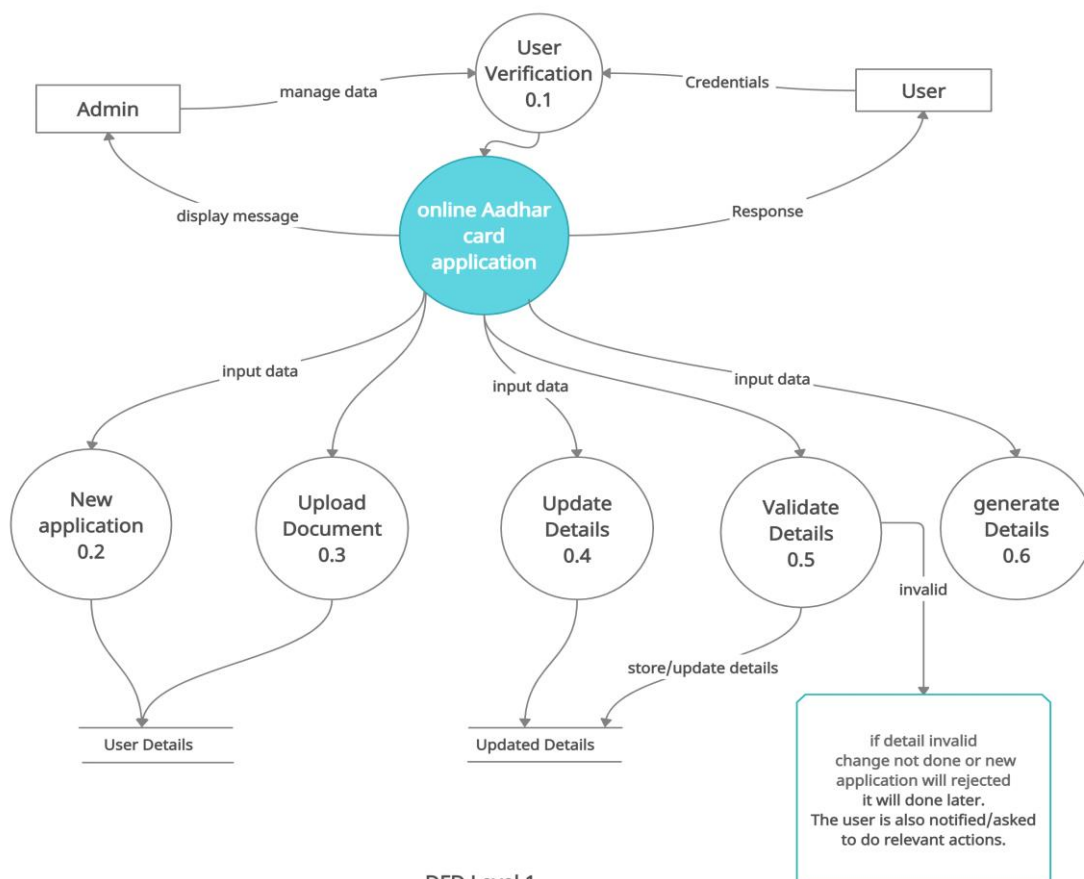 User
Verification
0.1
Admin
manage data
Credentials
User
online Aadhar
card
application
display message
Response
input data
input data
input data
New
application
0.2
Upload
Document
0.3
Update
Details
0.4
Validate
Details
0.5
generate
Details
0.6
invalid
store/update details
User Details
Updated Details
if detail invalid
change not done or new
application will rejected
it will done later.
The user is also notified/asked
to do relevant actions.
DFD Level 1